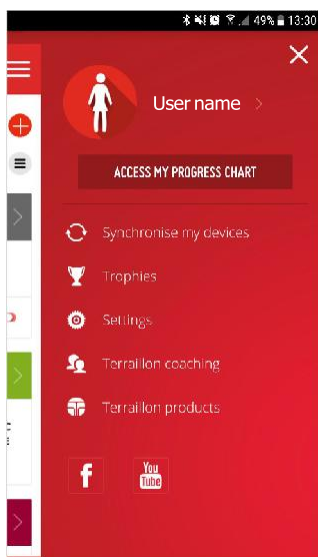 49% 13:30
User name
ACCESS MY PROGRESS CHART
Synchronise my devices
Trophies
Settings
Terraillon coaching
Terraillon products
f
You
Tube